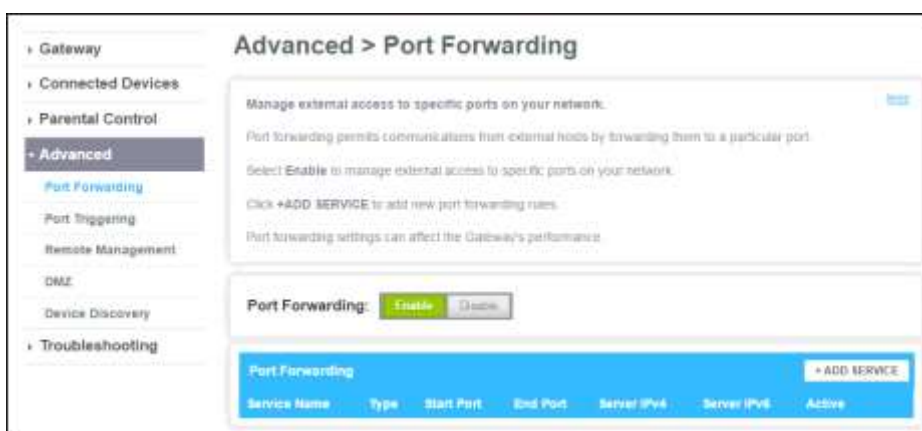 Gateway
Connected Devices
Parental Control
Advanced
Port Forwarding
Port Triggering
Remote Management
DMZ
Device Discovery
Troubleshooting
Advanced > Port Forwarding
Manage external access to specific ports on your network.
Port forwarding permits communications from external hosts by forwarding them to a particular port.
Select Enable to manage external access to specific ports on your network.
Click +ADD SERVICE to add new port forwarding rules.
Port forwarding settings can affect the Gateway's performance.
Port Forwarding: Enable Disable
Port Forwarding +ADD SERVICE
Service Name Type Start Port End Port Server IPv4 Server IPv6 Active